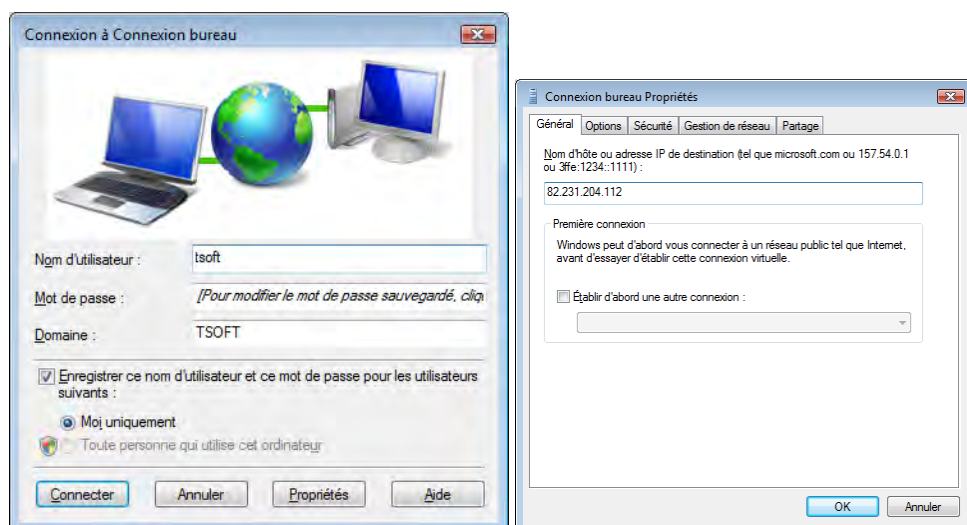 Connexion à Connexion bureau
Nom d'utilisateur :
tsoft
Mot de passe :
[Pour modifier le mot de passe sauvegardé, cliq
Domaine :
TSOFT
Enregistrer ce nom d'utilisateur et ce mot de passe pour les utilisateurs
suivants :
Moi uniquement
Toute personne qui utilise cet ordinateur
Connecter
Annuler
Propriétés
Aide
Connexion bureau Propriétés
Général
Options
Sécurité
Gestion de réseau
Partage
Nom d'hôte ou adresse IP de destination (tel que microsoft.com ou 157.54.0.1
ou 3ffe:1234::1111) :
82.231.204.112
Première connexion
Windows peut d'abord vous connecter à un réseau public tel que Internet,
avant d'essayer d'établir cette connexion virtuelle.
Établir d'abord une autre connexion :
OK
Annuler